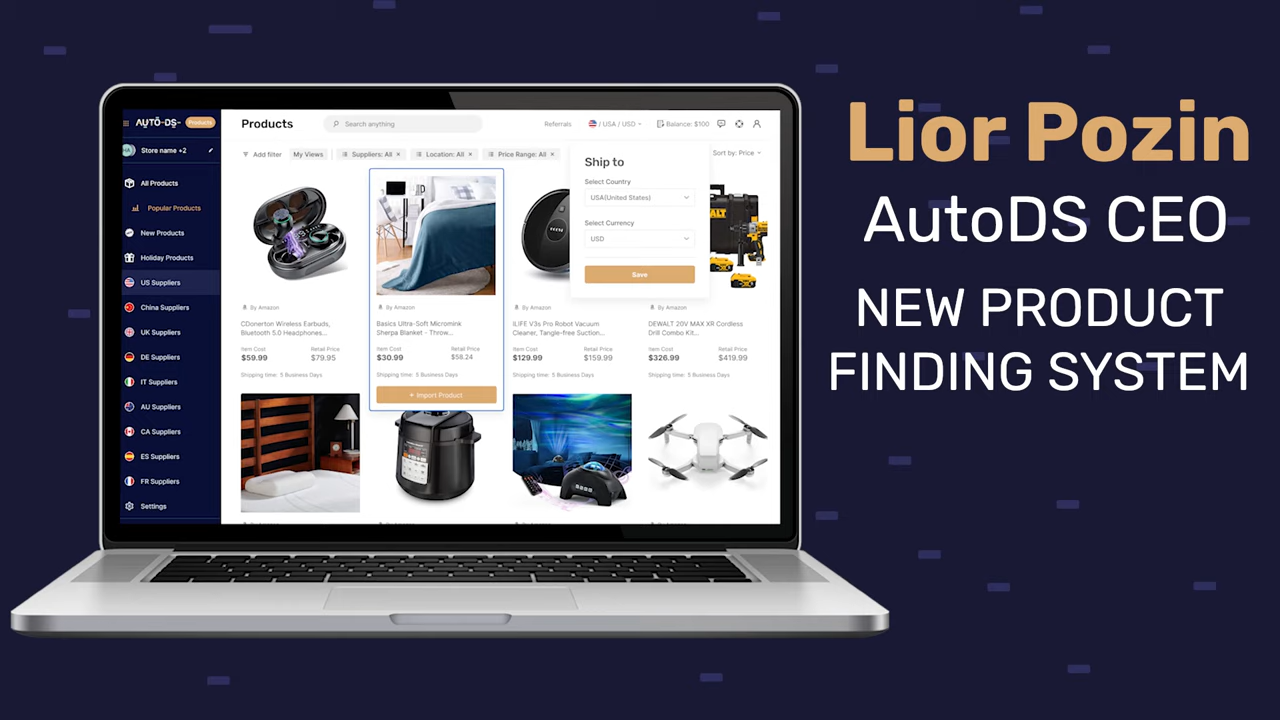 Lior Pozin
AutoDS CEO
NEW PRODUCT
FINDING SYSTEM
AUTO-DS- Products
Store name +2
All Products
Popular Products
New Products
Holiday Products
US Suppliers
China Suppliers
UK Suppliers
DE Suppliers
IT Suppliers
AU Suppliers
CA Suppliers
ES Suppliers
FR Suppliers
Settings
Products
Search anything
Referrals
/ USA / USD
Balance: $100
Add filter
My Views
Suppliers: All ×
Location: All ×
Price Range: All ×
Sort by: Price
Ship to
Select Country
USA(United States)
Select Currency
USD
Save
By Amazon
CDonerton Wireless Earbuds,
Bluetooth 5.0 Headphones...
Item Cost Retail Price
$59.99 $79.95
Shipping time: 5 Business Days
By Amazon
Basics Ultra-Soft Micromink
Sherpa Blanket - Throw...
Item Cost Retail Price
$30.99 $58.24
Shipping time: 5 Business Days
+ Import Product
By Amazon
ILIFE V3s Pro Robot Vacuum
Cleaner, Tangle-free Suction...
Item Cost Retail Price
$129.99 $159.99
Shipping time: 5 Business Days
By Amazon
DEWALT 20V MAX XR Cordless
Drill Combo Kit...
Item Cost Retail Price
$326.99 $419.99
Shipping time: 5 Business Days